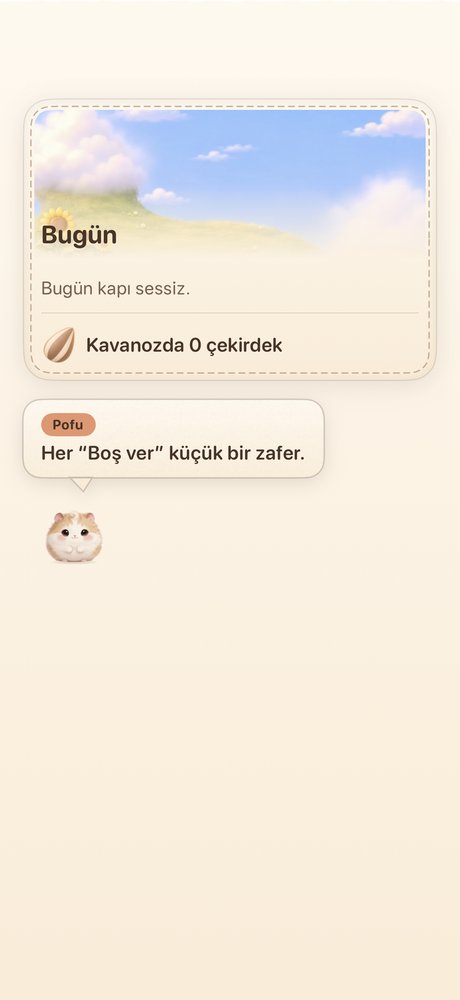 Bugün
Bugün kapı sessiz.
Kavanozda 0 çekirdek
Pofu
Her “Boş ver” küçük bir zafer.